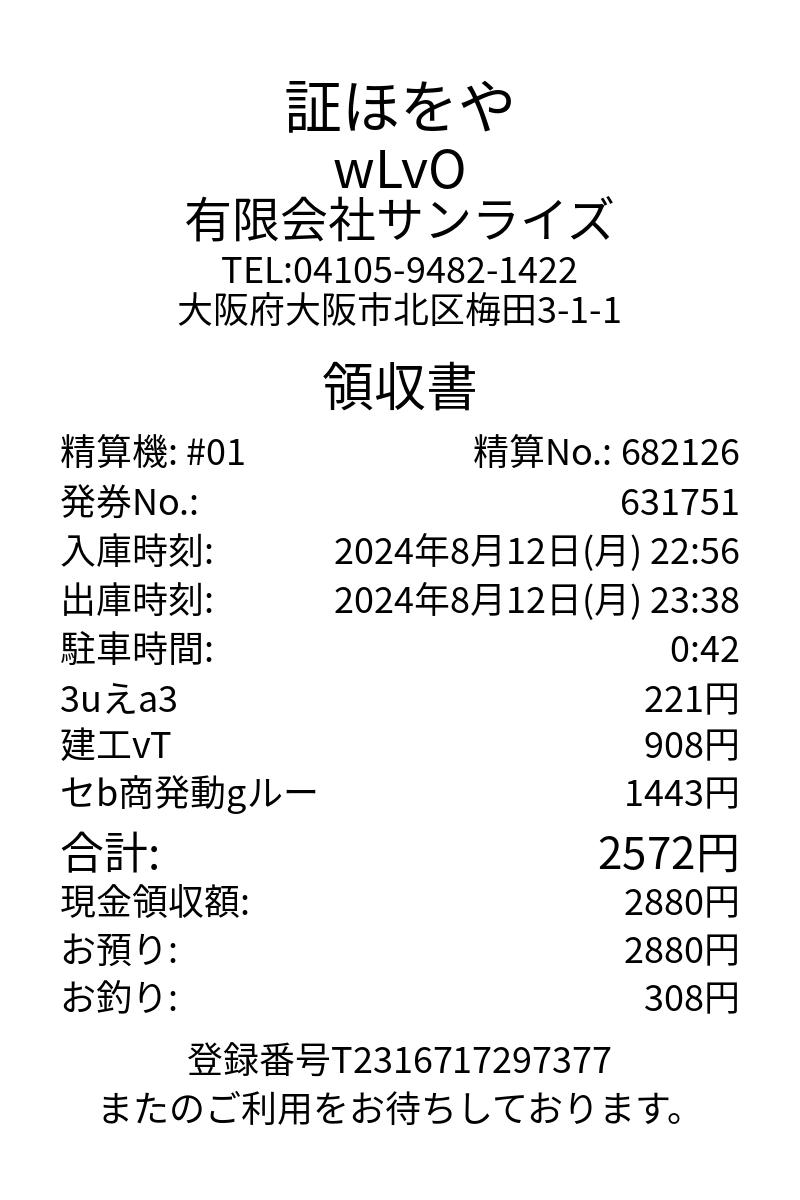 証ほをや
wLvO
有限会社サンライズ
TEL:04105-9482-1422
大阪府大阪市北区梅田3-1-1
領収書
精算機: #01 精算No.: 682126
発券No.: 631751
入庫時刻: 2024年8月12日(月) 22:56
出庫時刻: 2024年8月12日(月) 23:38
駐車時間: 0:42
3uえa3 221円
建工vT 908円
セb商発動gルー 1443円
合計: 2572円
現金領収額: 2880円
お預り: 2880円
お釣り: 308円
登録番号T2316717297377
またのご利用をお待ちしております。